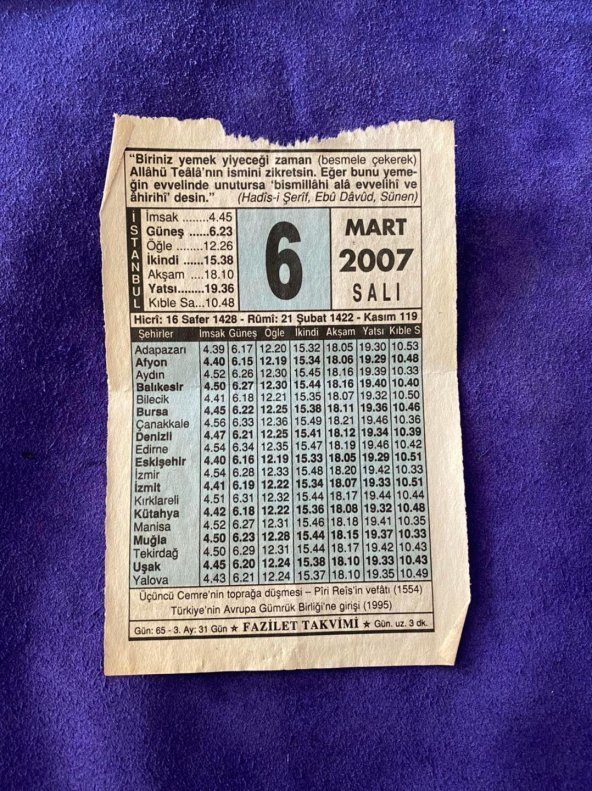 “Biriniz yemek yiyeceği zaman (besmele çekerek)
Allâhü Teâlâ’nın ismini zikretsin. Eğer bunu yeme-
ğin evvelinde unutursa ‘bismillâhi alâ evvelihî ve
âhirihî’ desin.” (Hadîs-i Şerîf, Ebû Dâvûd, Sünen)
İSTANBUL
İmsak ........4.45
Güneş ......6.23
Öğle ........12.26
İkindi ......15.38
Akşam ....18.10
Yatsı........19.36
Kıble Sa...10.48
6
MART
2007
SALI
Hicrî: 16 Safer 1428 - Rûmî: 21 Şubat 1422 - Kasım 119
Şehirler İmsak Güneş Öğle İkindi Akşam Yatsı Kıble S
Adapazarı 4.39 6.17 12.20 15.32 18.05 19.30 10.53
Afyon 4.40 6.15 12.19 15.34 18.06 19.29 10.48
Aydın 4.52 6.26 12.30 15.45 18.16 19.39 10.33
Balıkesir 4.50 6.27 12.30 15.44 18.16 19.40 10.40
Bilecik 4.41 6.18 12.21 15.35 18.07 19.32 10.50
Bursa 4.45 6.22 12.25 15.38 18.11 19.36 10.46
Çanakkale 4.56 6.33 12.36 15.49 18.21 19.46 10.36
Denizli 4.47 6.21 12.25 15.41 18.12 19.34 10.39
Edirne 4.54 6.34 12.35 15.47 18.19 19.46 10.42
Eskişehir 4.40 6.16 12.19 15.33 18.05 19.29 10.51
İzmir 4.54 6.28 12.33 15.48 18.20 19.42 10.33
İzmit 4.41 6.19 12.22 15.34 18.07 19.33 10.51
Kırklareli 4.51 6.31 12.32 15.44 18.17 19.44 10.44
Kütahya 4.42 6.18 12.22 15.36 18.08 19.32 10.48
Manisa 4.52 6.27 12.31 15.46 18.18 19.41 10.35
Muğla 4.50 6.23 12.28 15.44 18.15 19.37 10.33
Tekirdağ 4.50 6.29 12.31 15.44 18.17 19.42 10.43
Uşak 4.45 6.20 12.24 15.38 18.10 19.33 10.43
Yalova 4.43 6.21 12.24 15.37 18.10 19.35 10.49
Üçüncü Cemre’nin toprağa düşmesi – Pîri Reîs’in vefâtı (1554)
Türkiye’nin Avrupa Gümrük Birliği’ne girişi (1995)
Gün: 65 - 3. Ay: 31 Gün ★ FAZİLET TAKVİMİ ★ Gün. uz. 3 dk.